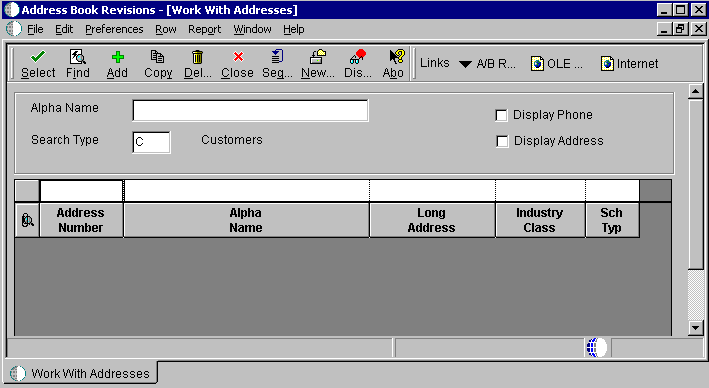 Address Book Revisions - [Work With Addresses]
File Edit Preferences Row Report Window Help
Select Find Add Copy Del... Close Seq... New... Dis... Abo Links A/B R... OLE ... Internet
Alpha Name
Display Phone
Search Type C Customers
Display Address
Address Number Alpha Name Long Address Industry Class Sch Typ
Work With Addresses